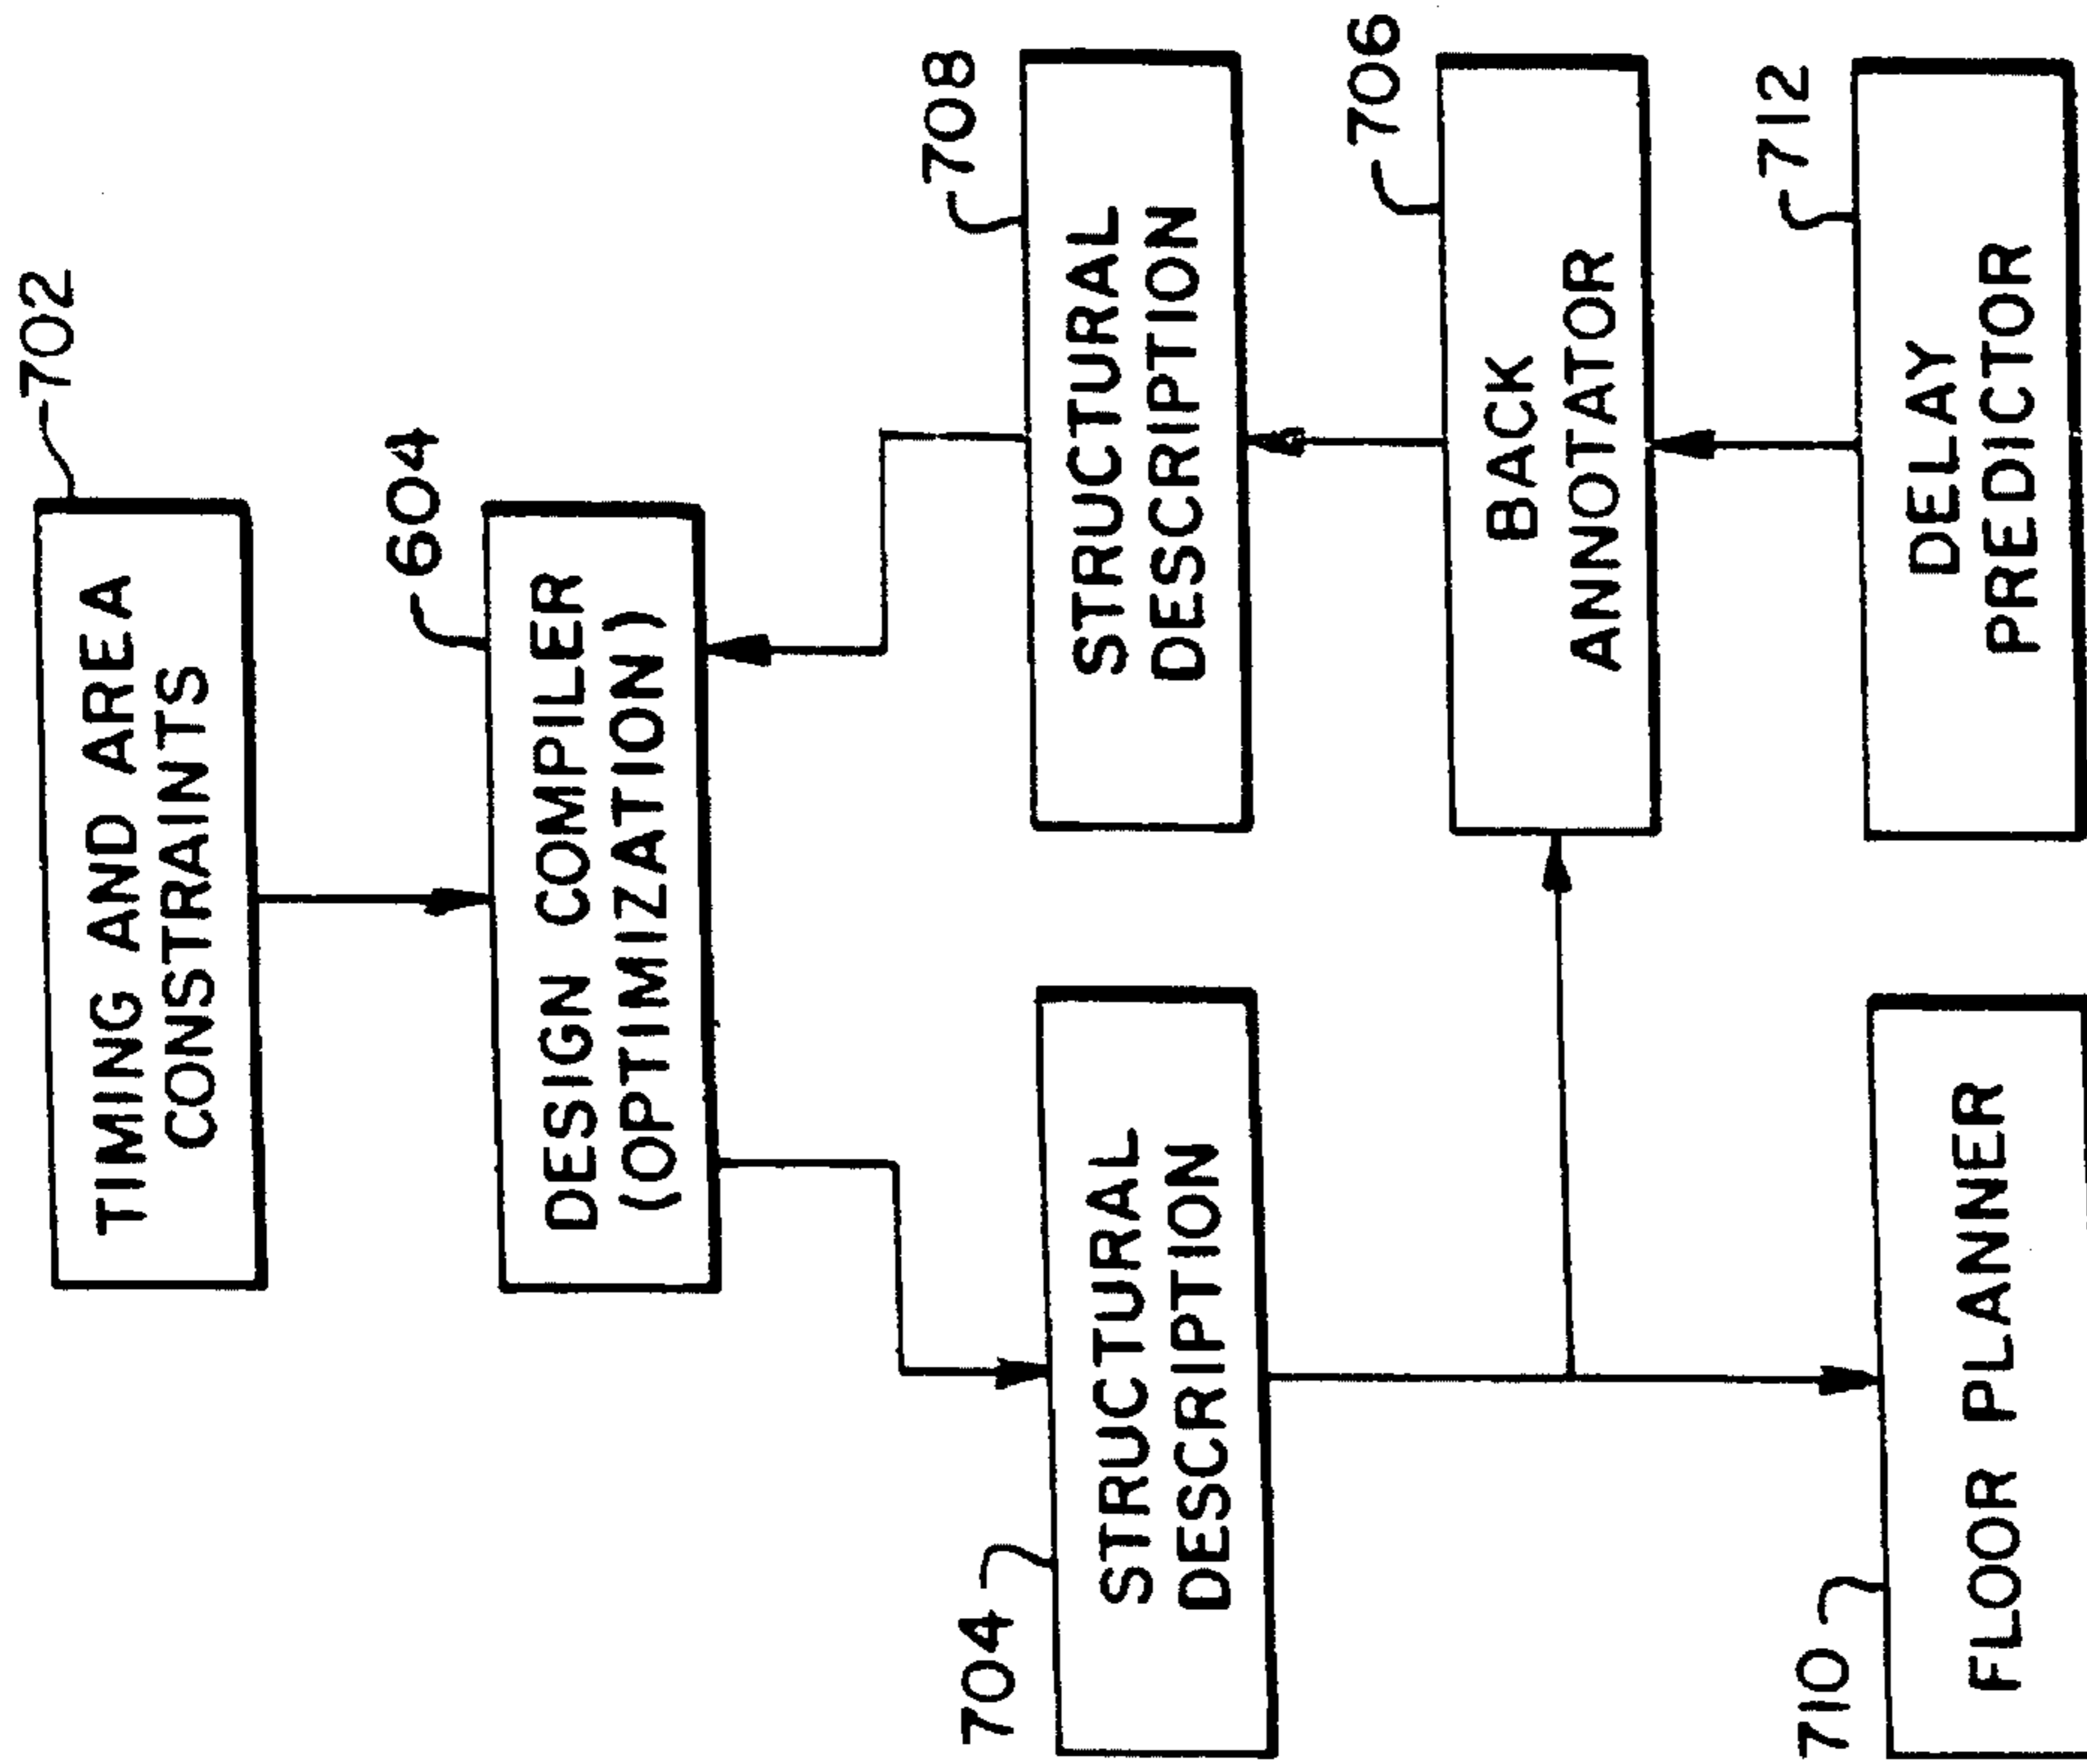 702
TIMING AND AREA
CONSTRAINTS
604
DESIGN COMPILER
(OPTIMIZATION)
704
STRUCTURAL
DESCRIPTION
708
STRUCTURAL
DESCRIPTION
706
BACK
ANNOTATOR
710
FLOOR PLANNER
712
DELAY
PREDICTOR